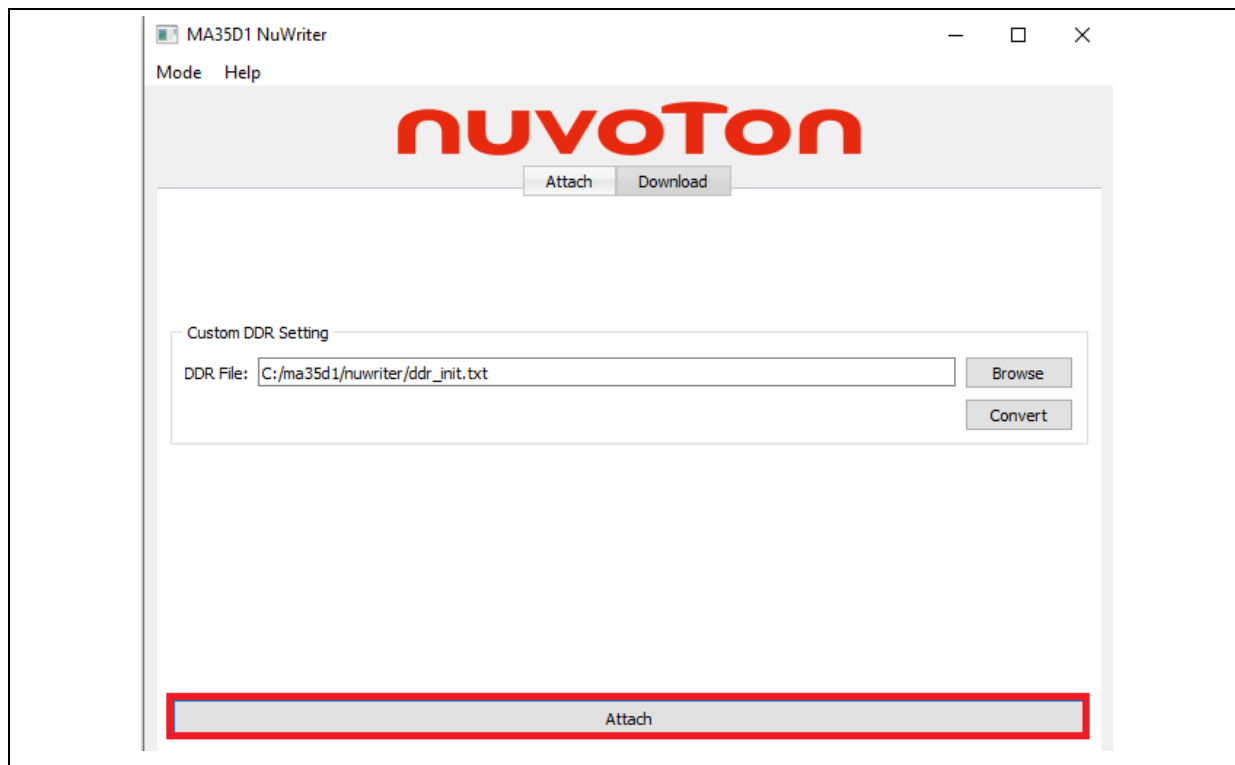 MA35D1 NuWriter
Mode Help
nuvoTon
Attach Download
Custom DDR Setting
DDR File: C:/ma35d1/nuwriter/ddr_init.txt Browse
Convert
Attach